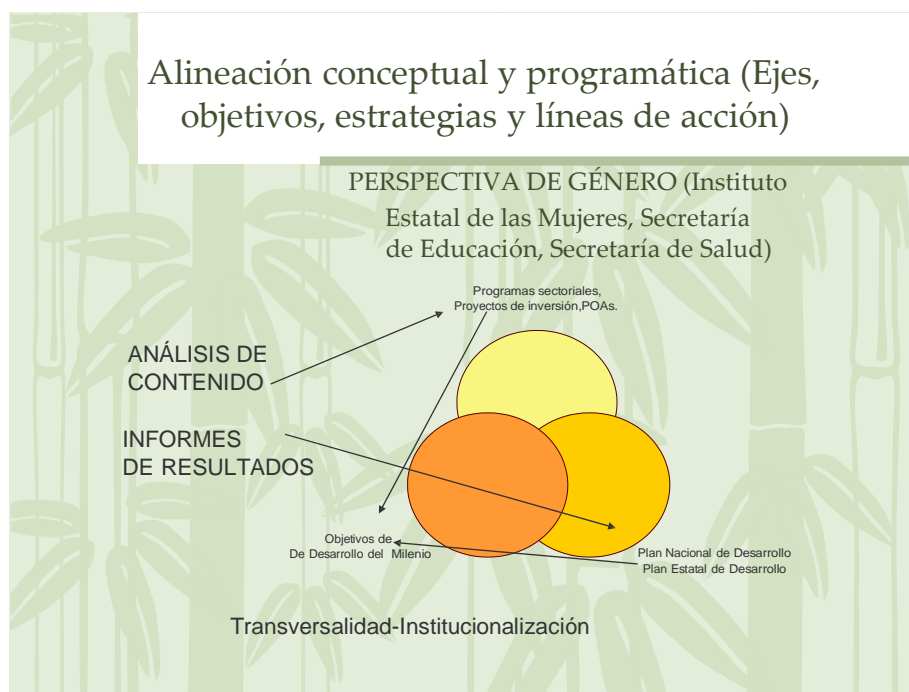 Alineación conceptual y programática (Ejes,
objetivos, estrategias y líneas de acción)
PERSPECTIVA DE GÉNERO (Instituto
Estatal de las Mujeres, Secretaría
de Educación, Secretaría de Salud)
Programas sectoriales,
Proyectos de inversión,POAs.
ANÁLISIS DE
CONTENIDO
INFORMES
DE RESULTADOS
Objetivos de
De Desarrollo del Milenio
Plan Nacional de Desarrollo
Plan Estatal de Desarrollo
Transversalidad-Institucionalización